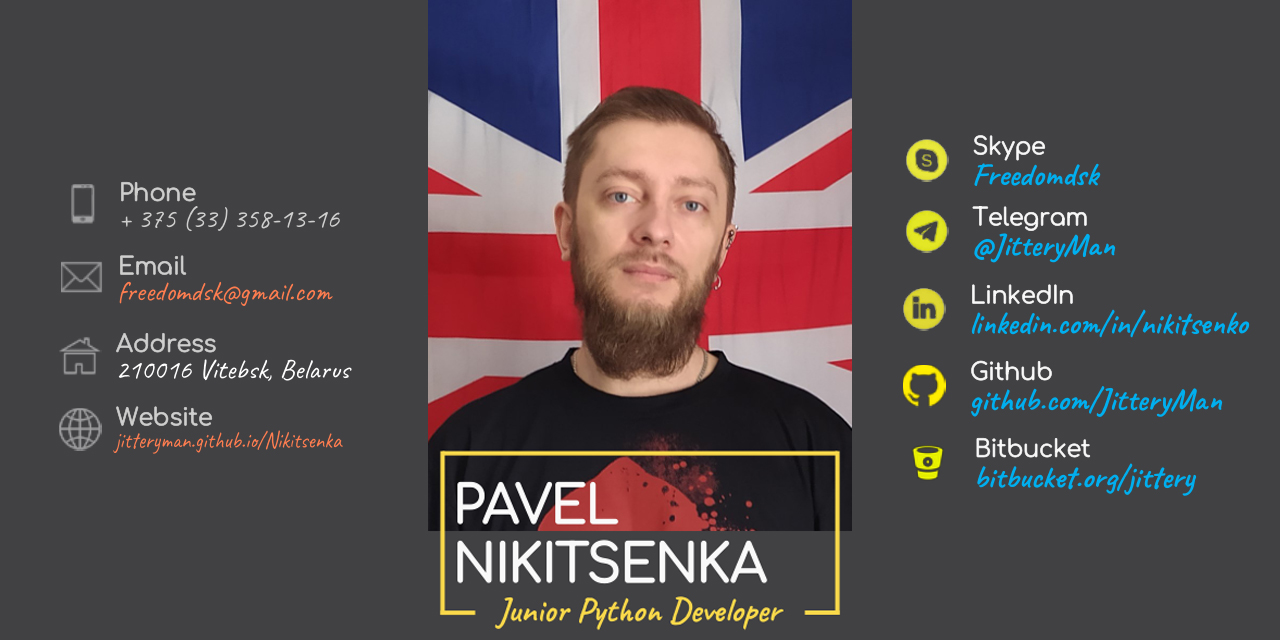 Phone
+ 375 (33) 358-13-16
Email
freedomdsk@gmail.com
Address
210016 Vitebsk, Belarus
Website
jitteryman.github.io/Nikitsenka
PAVEL
NIKITSENKA
Junior Python Developer
Skype
Freedomdsk
Telegram
@JitteryMan
LinkedIn
linkedin.com/in/nikitsenko
Github
github.com/JitteryMan
Bitbucket
bitbucket.org/jittery